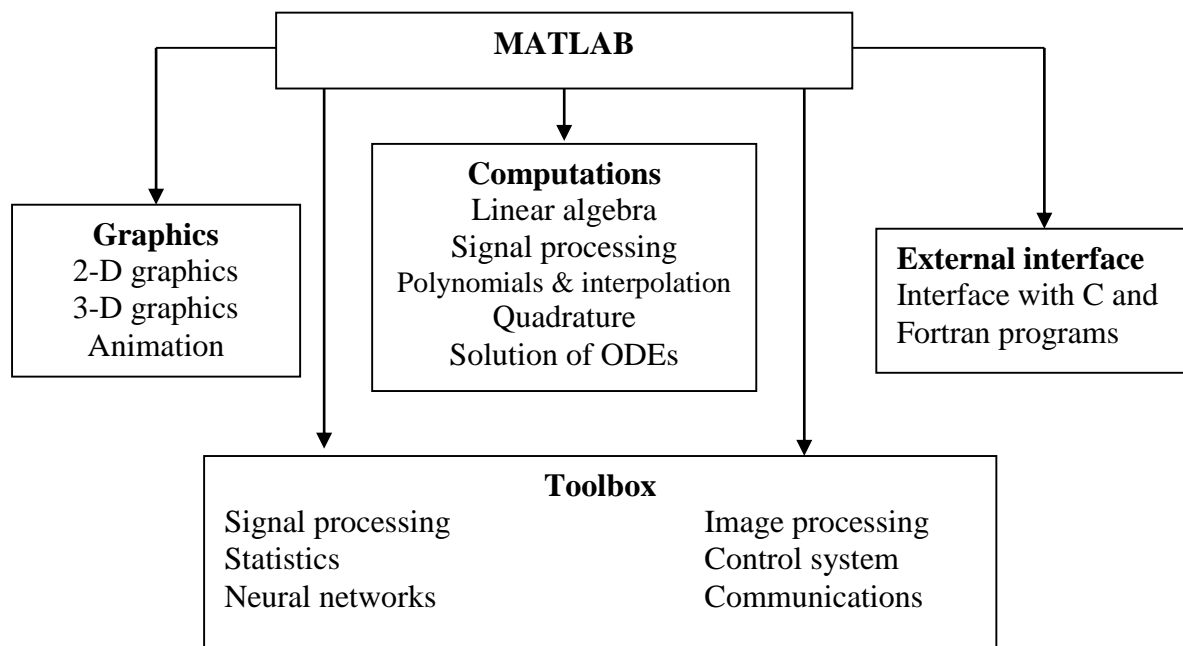 MATLAB
Graphics
2-D graphics
3-D graphics
Animation
Computations
Linear algebra
Signal processing
Polynomials & interpolation
Quadrature
Solution of ODEs
External interface
Interface with C and
Fortran programs
Toolbox
Signal processing
Statistics
Neural networks
Image processing
Control system
Communications